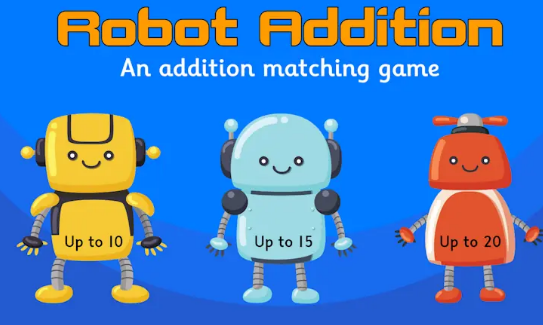 Robot Addition
An addition matching game
Up to 10
Up to 15
Up to 20